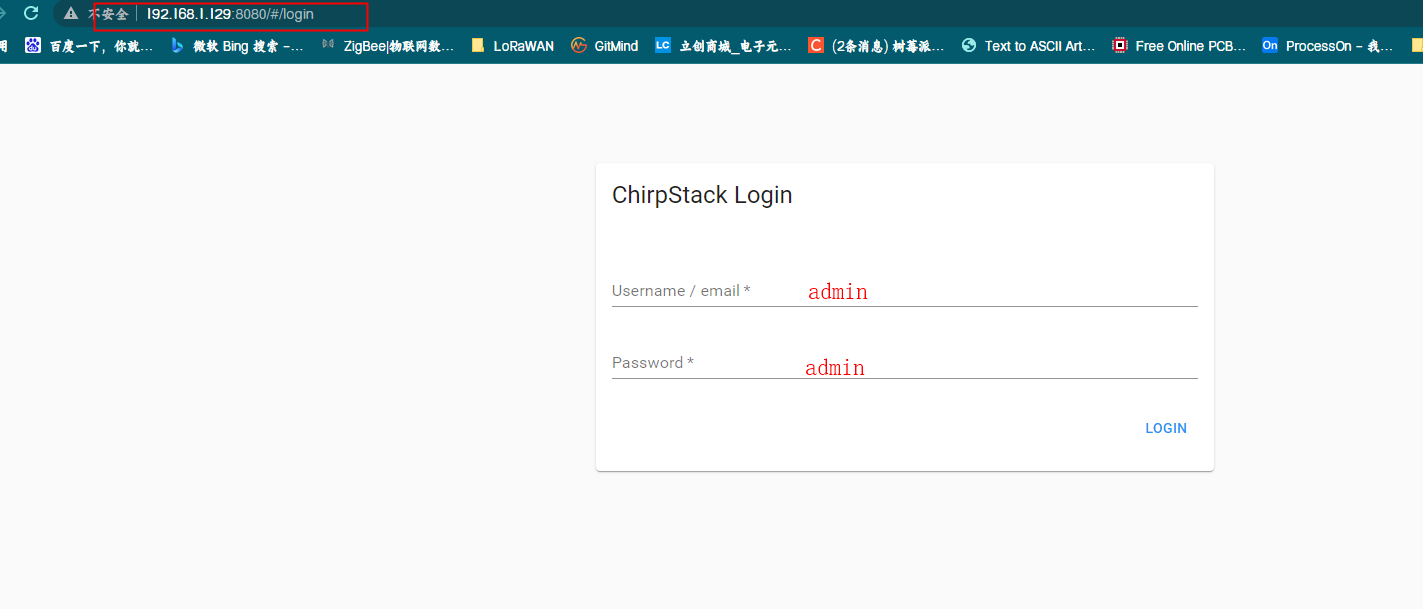 不安全 192.168.1.129:8080/#/login
百度一下，你就… 微软 Bing 搜索 -… ZigBee|物联网数… LoRaWAN GitMind LC 立创商城_电子元… C (2条消息) 树莓派… Text to ASCII Art… Free Online PCB… On ProcessOn - 我…
ChirpStack Login
Username / email * admin
Password * admin
LOGIN